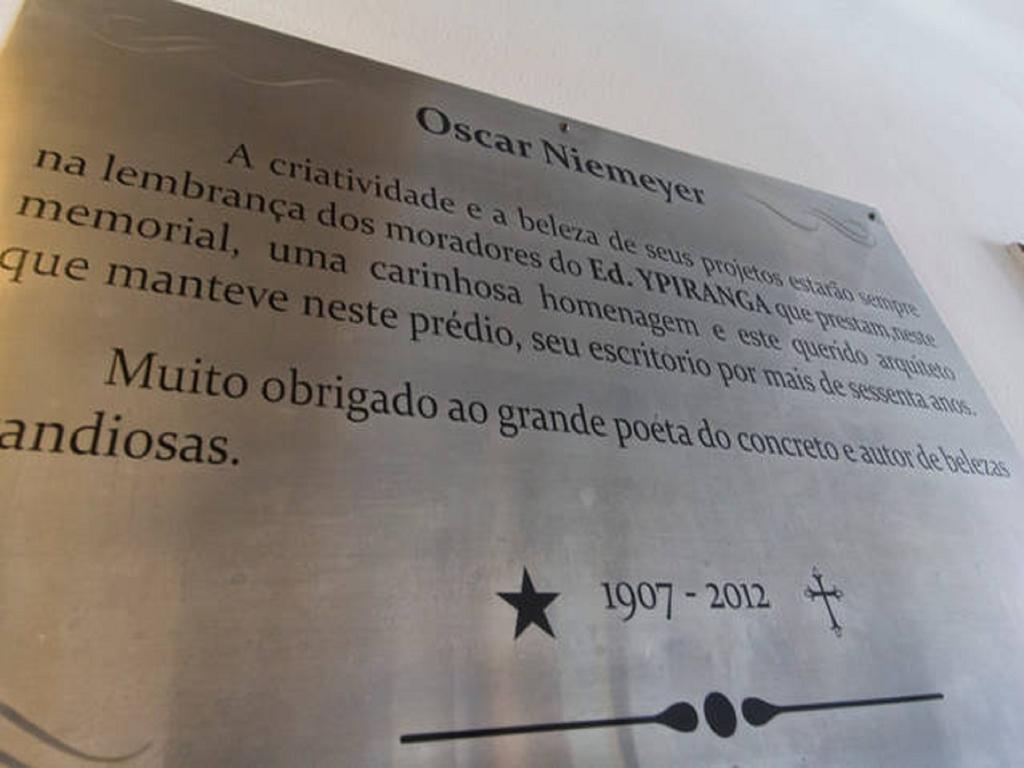 Oscar Niemeyer
A criatividade e a beleza de seus projetos estarão sempre
na lembrança dos moradores do Ed. YPIRANGA que prestam,neste
memorial, uma carinhosa homenagem e este querido arquiteto
que manteve neste prédio, seu escritório por mais de sessenta anos.
Muito obrigado ao grande poéta do concreto e autor de belezas
andiosas.
1907 - 2012